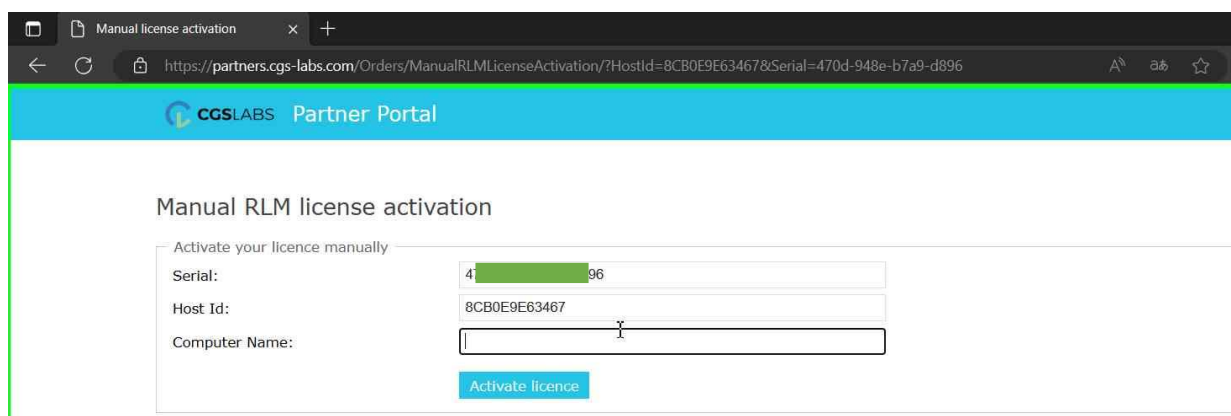 Manual license activation
https://partners.cgs-labs.com/Orders/ManualRLMLicenseActivation/?HostId=8CB0E9E63467&Serial=470d-948e-b7a9-d896
CGSLABS Partner Portal
Manual RLM license activation
Activate your licence manually
Serial: 4 96
Host Id: 8CB0E9E63467
Computer Name:
Activate licence